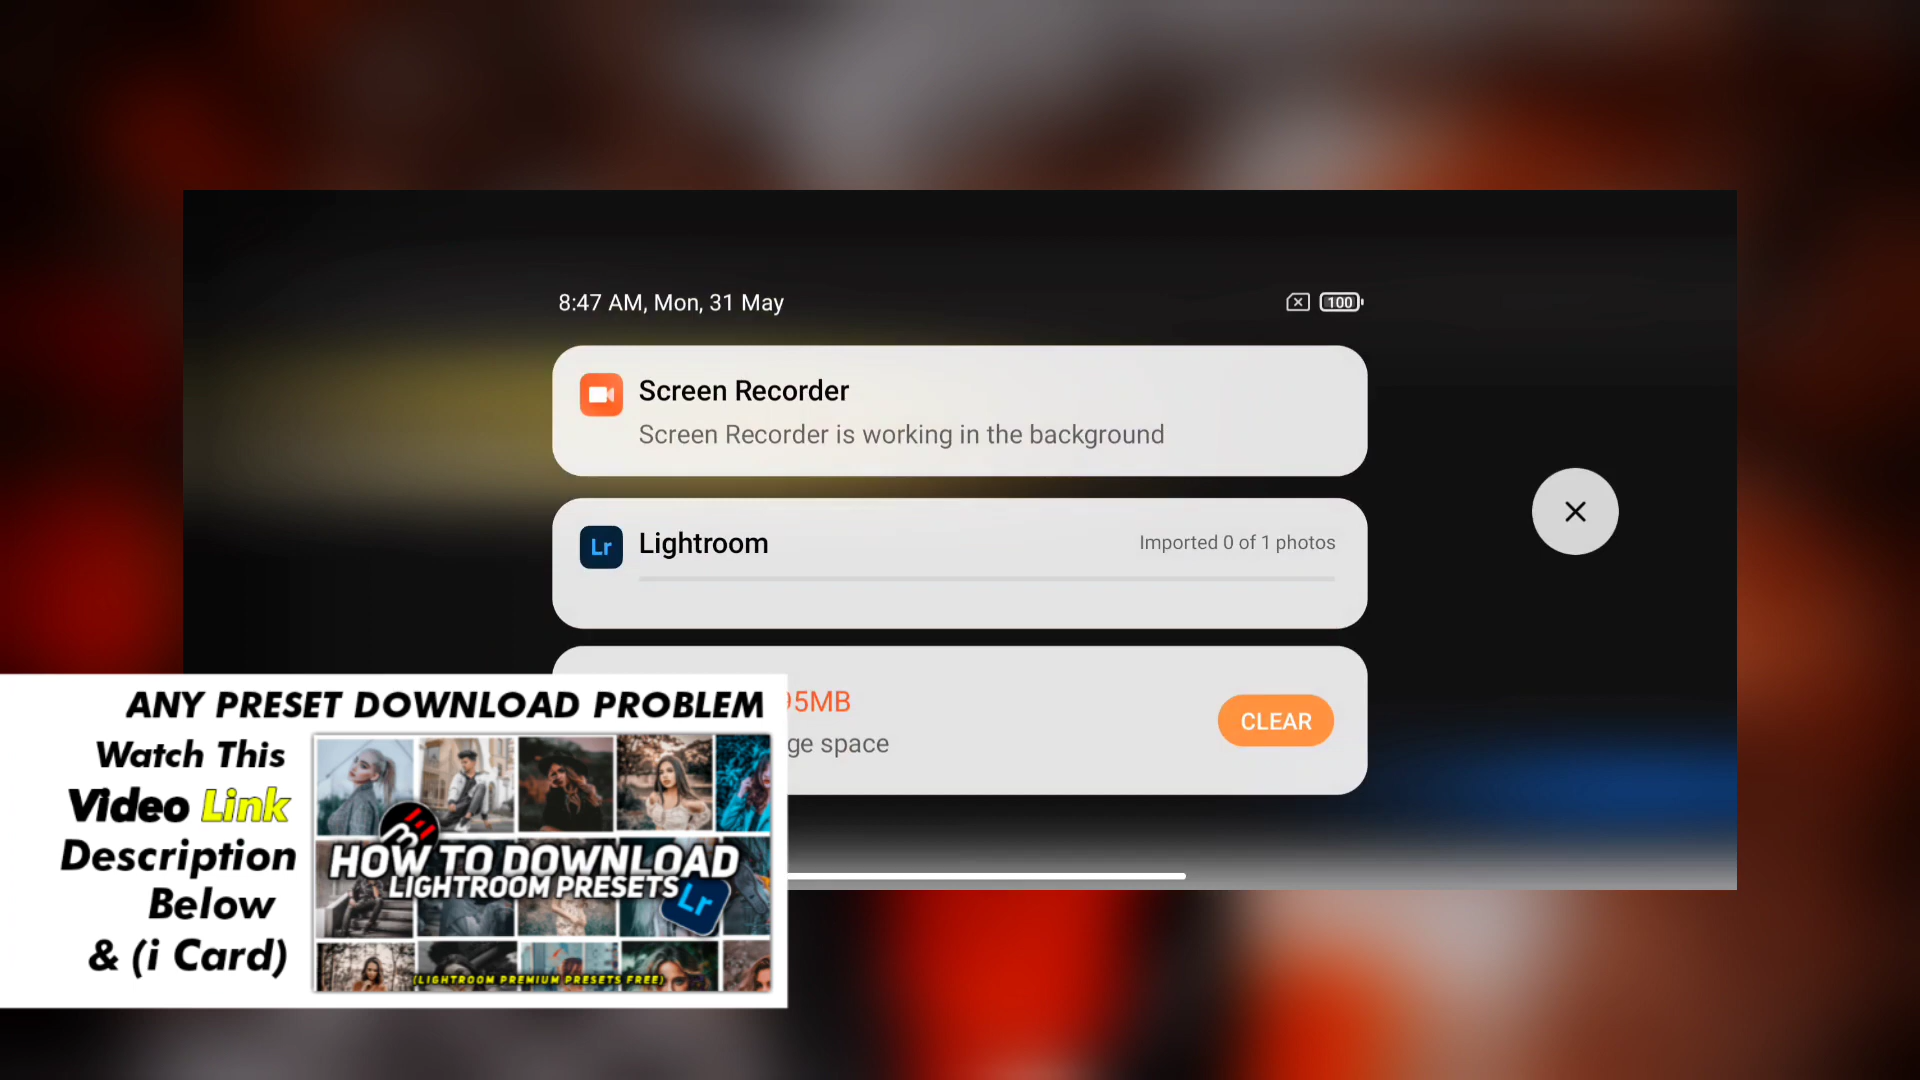 8:47 AM, Mon, 31 May
100
Screen Recorder
Screen Recorder is working in the background
Lr Lightroom
Imported 0 of 1 photos
95MB
ge space
CLEAR
ANY PRESET DOWNLOAD PROBLEM
Watch This
Video Link
Description
Below
& (i Card)
HOW TO DOWNLOAD
LIGHTROOM PRESETS
Lr
(LIGHTROOM PREMIUM PRESETS FREE)